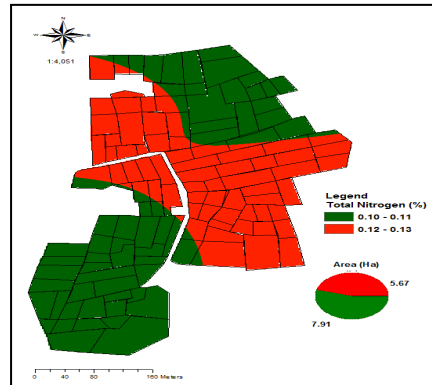 N
W E
S
1:4,051
Legend
Total Nitrogen (%)
0.10 - 0.11
0.12 - 0.13
Area (Ha)
5.67
7.91
0 40 80 160 Meters